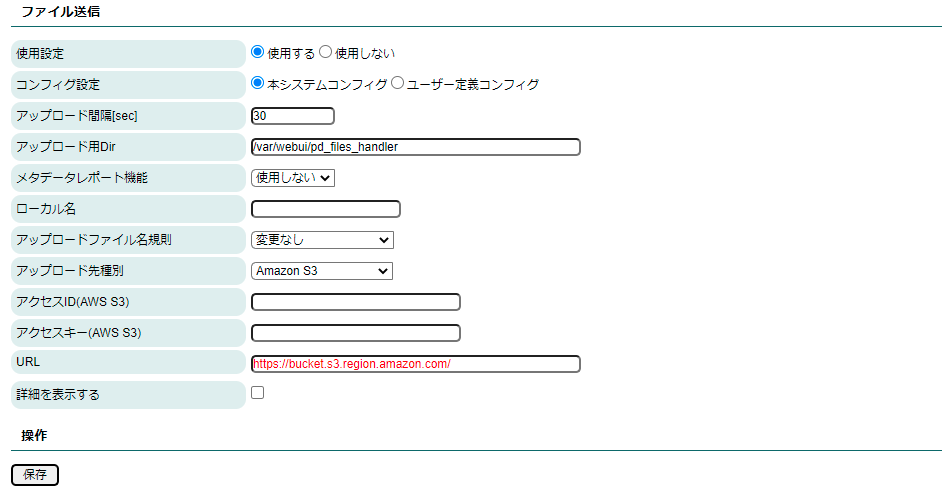 ファイル送信
使用設定 使用する 使用しない
コンフィグ設定 本システムコンフィグ ユーザー定義コンフィグ
アップロード間隔[sec] 30
アップロード用Dir /var/webui/pd_files_handler
メタデータレポート機能 使用しない
ローカル名
アップロードファイル名規則 変更なし
アップロード先種別 Amazon S3
アクセスID(AWS S3)
アクセスキー(AWS S3)
URL https://bucket.s3.region.amazon.com/
詳細を表示する
操作
保存